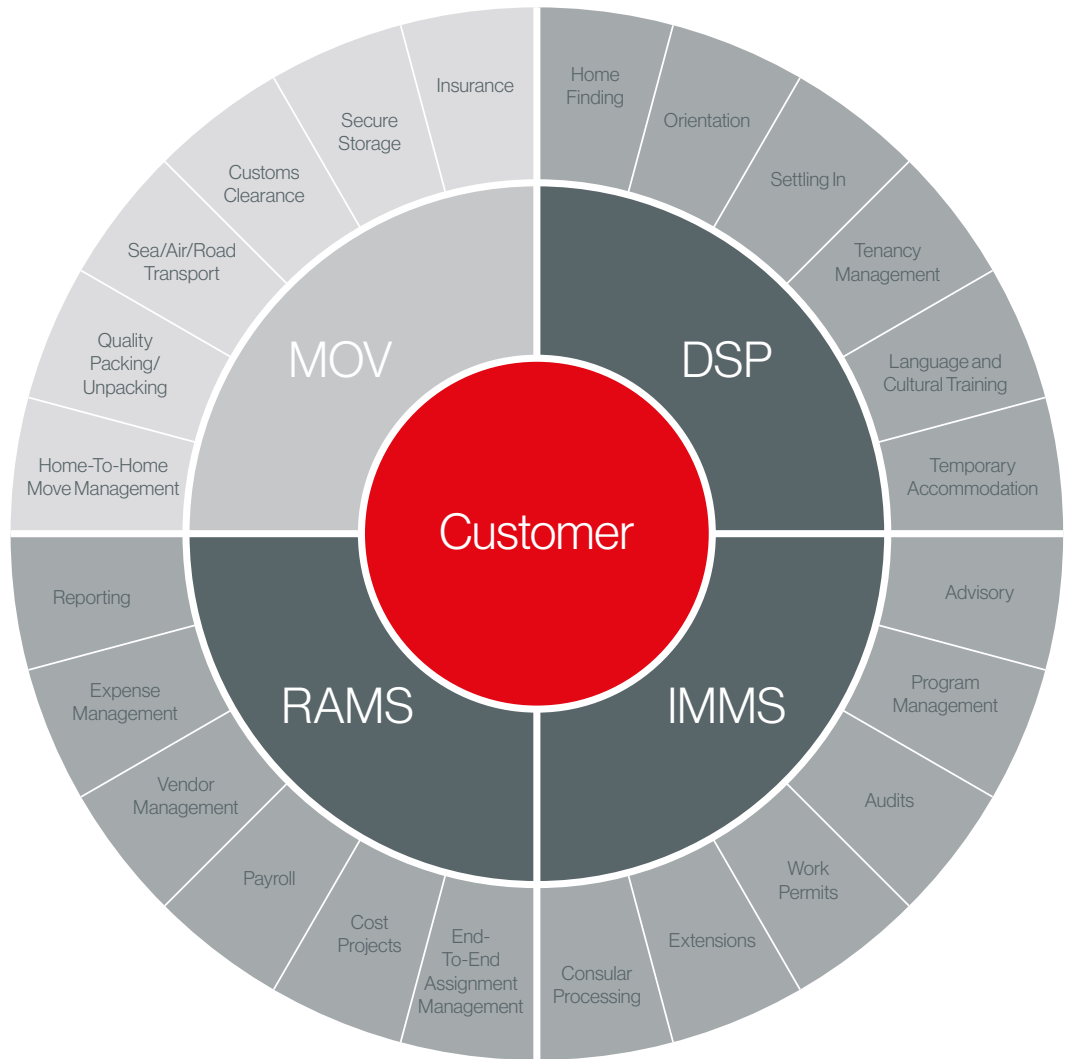 Insurance
Home
Finding
Secure
Storage
Orientation
Customs
Clearance
Settling In
Sea/Air/Road
Transport
Tenancy
Management
Quality
Packing/
Unpacking
MOV
DSP
Language and
Cultural Training
Home-To-Home
Move Management
Temporary
Accommodation
Customer
Reporting
Advisory
Expense
Management
RAMS
IMMS
Program
Management
Vendor
Management
Audits
Payroll
Work
Permits
Cost
Projects
Extensions
End-
To-End
Assignment
Management
Consular
Processing